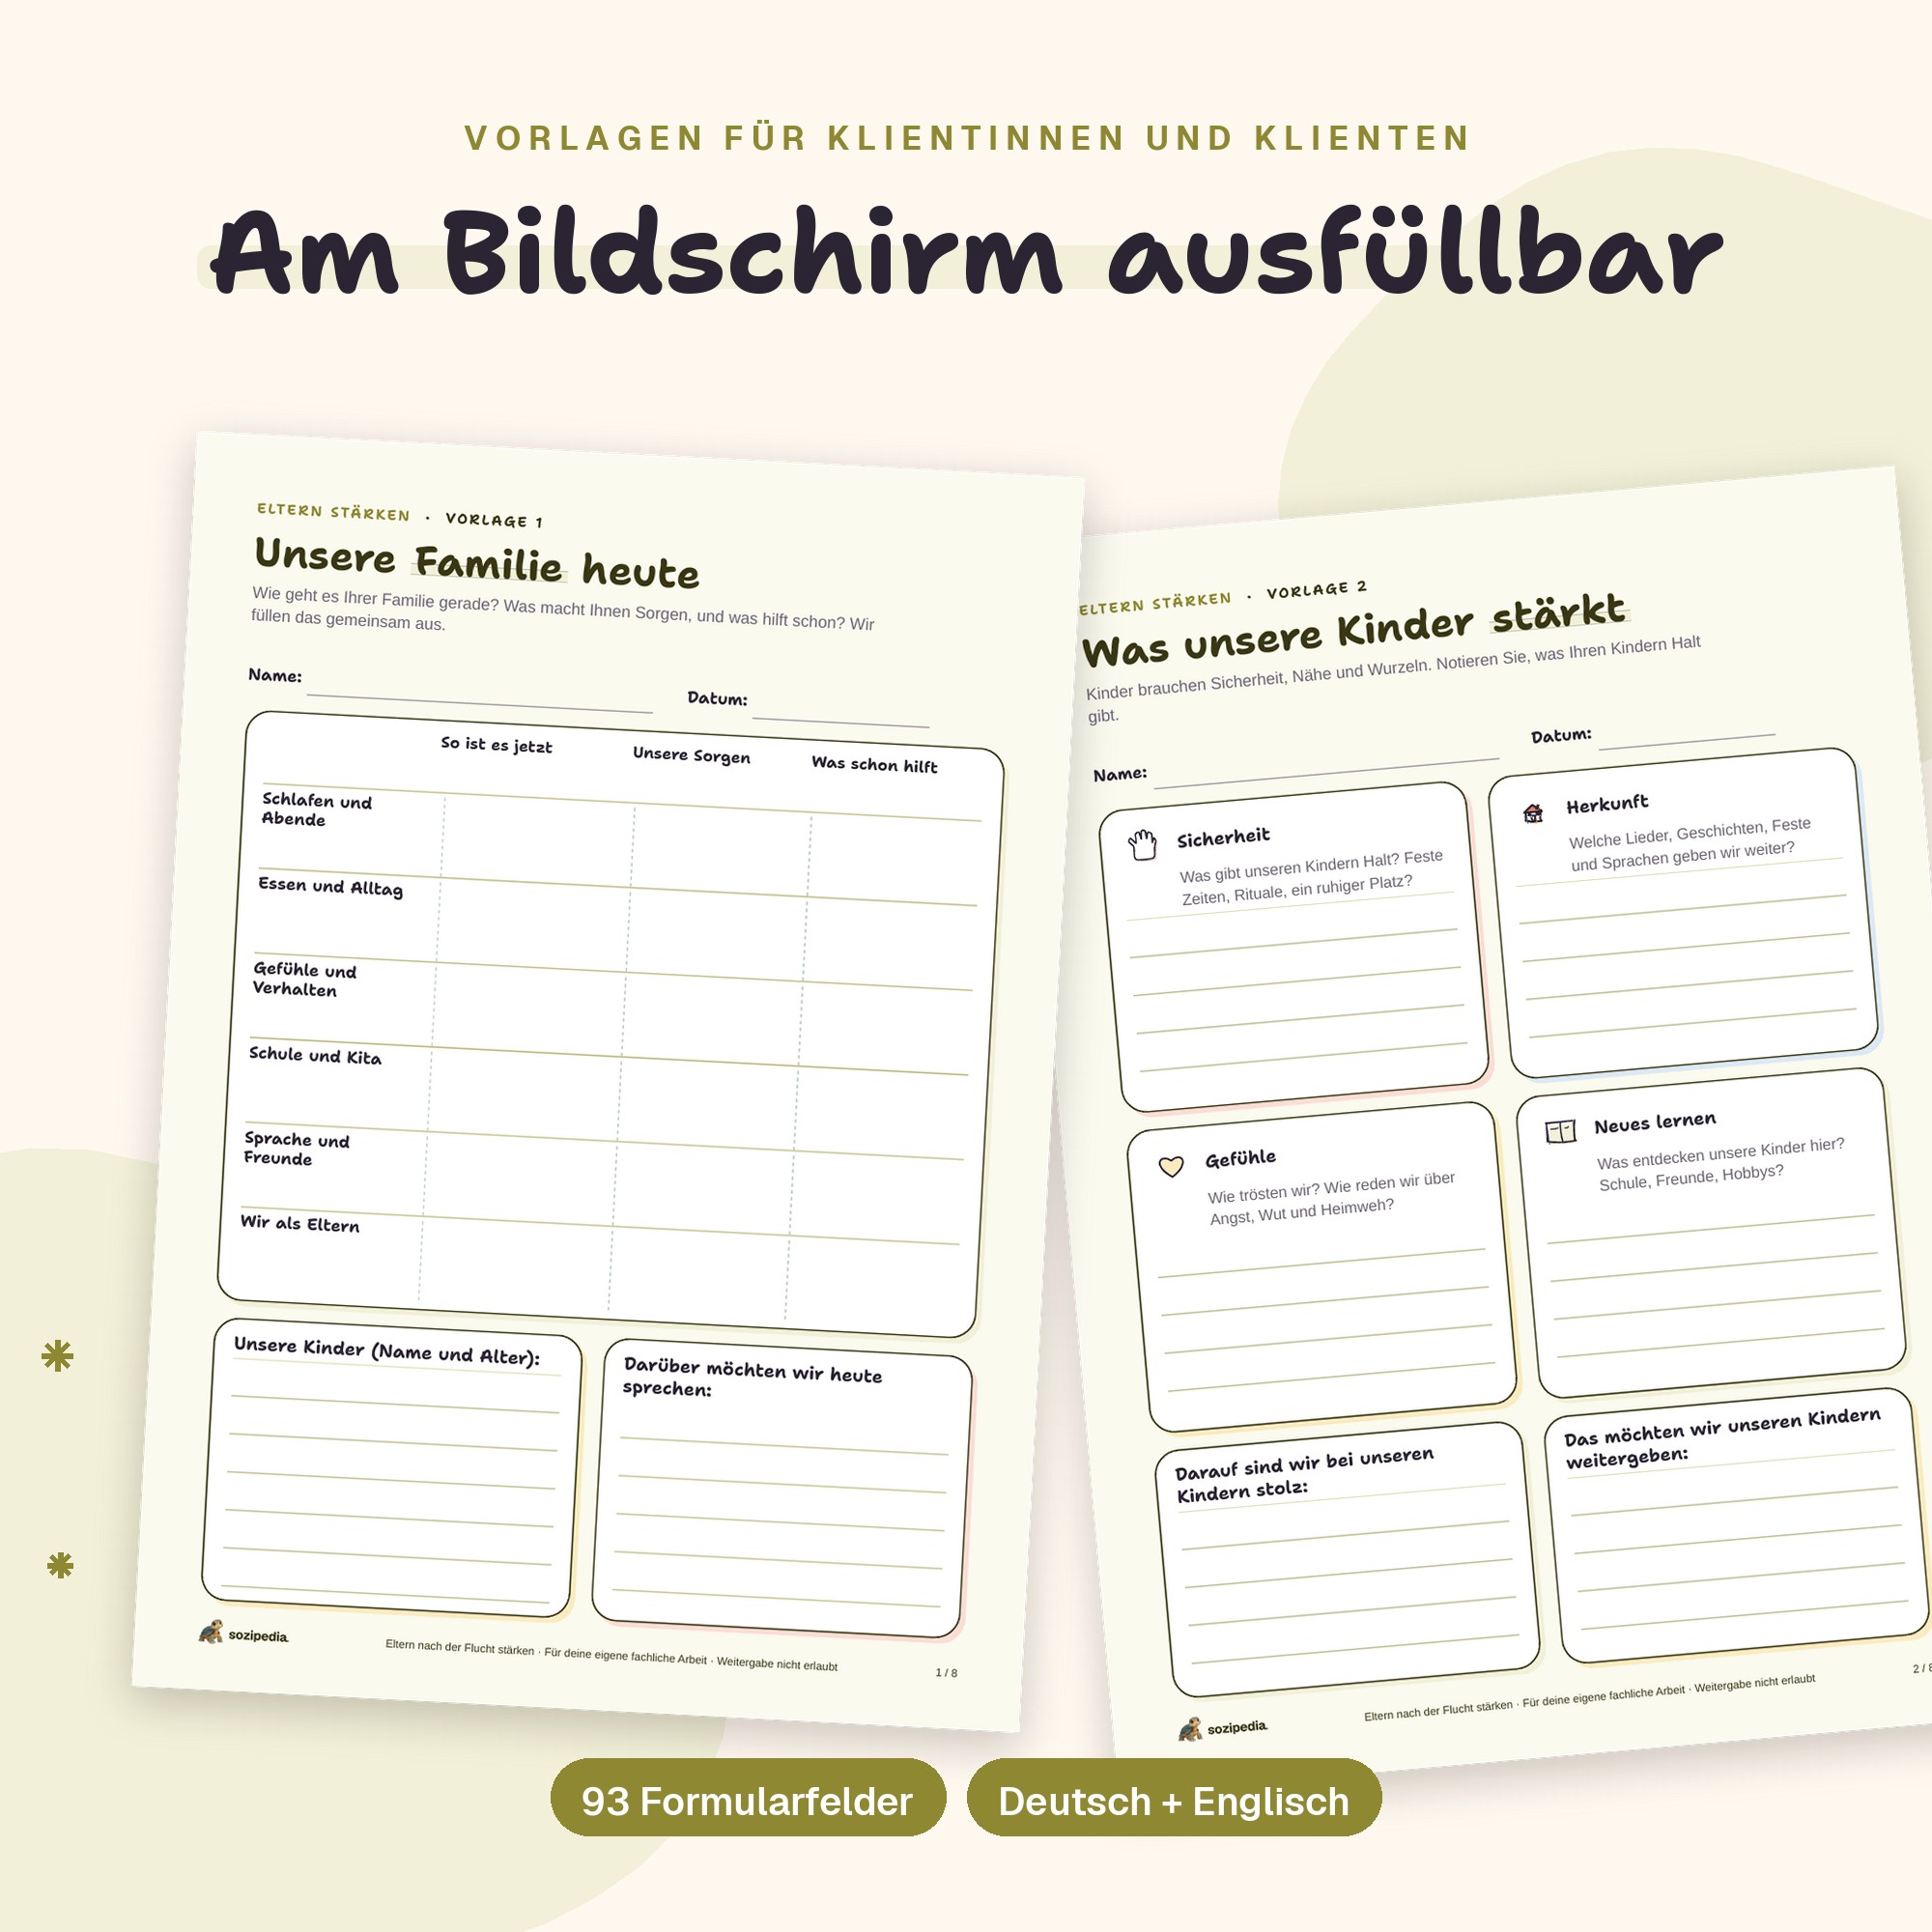 VORLAGEN FÜR KLIENTINNEN UND KLIENTEN
Am Bildschirm ausfüllbar
ELTERN STÄRKEN · VORLAGE 1
Unsere Familie heute
Wie geht es Ihrer Familie gerade? Was macht Ihnen Sorgen, und was hilft schon? Wir
füllen das gemeinsam aus.
Name:
Datum:
So ist es jetzt
Unsere Sorgen
Was schon hilft
Schlafen und
Abende
Essen und Alltag
Gefühle und
Verhalten
Schule und Kita
Sprache und
Freunde
Wir als Eltern
Unsere Kinder (Name und Alter):
Darüber möchten wir heute
sprechen:
sozipedia
Eltern nach der Flucht stärken · Für deine eigene fachliche Arbeit · Weitergabe nicht erlaubt
1 / 8
ELTERN STÄRKEN · VORLAGE 2
Was unsere Kinder stärkt
Kinder brauchen Sicherheit, Nähe und Wurzeln. Notieren Sie, was Ihren Kindern Halt
gibt.
Name:
Datum:
Sicherheit
Was gibt unseren Kindern Halt? Feste
Zeiten, Rituale, ein ruhiger Platz?
Herkunft
Welche Lieder, Geschichten, Feste
und Sprachen geben wir weiter?
Gefühle
Wie trösten wir? Wie reden wir über
Angst, Wut und Heimweh?
Neues lernen
Was entdecken unsere Kinder hier?
Schule, Freunde, Hobbys?
Darauf sind wir bei unseren
Kindern stolz:
Das möchten wir unseren Kindern
weitergeben:
sozipedia
Eltern nach der Flucht stärken · Für deine eigene fachliche Arbeit · Weitergabe nicht erlaubt
2 / 8
93 Formularfelder
Deutsch + Englisch